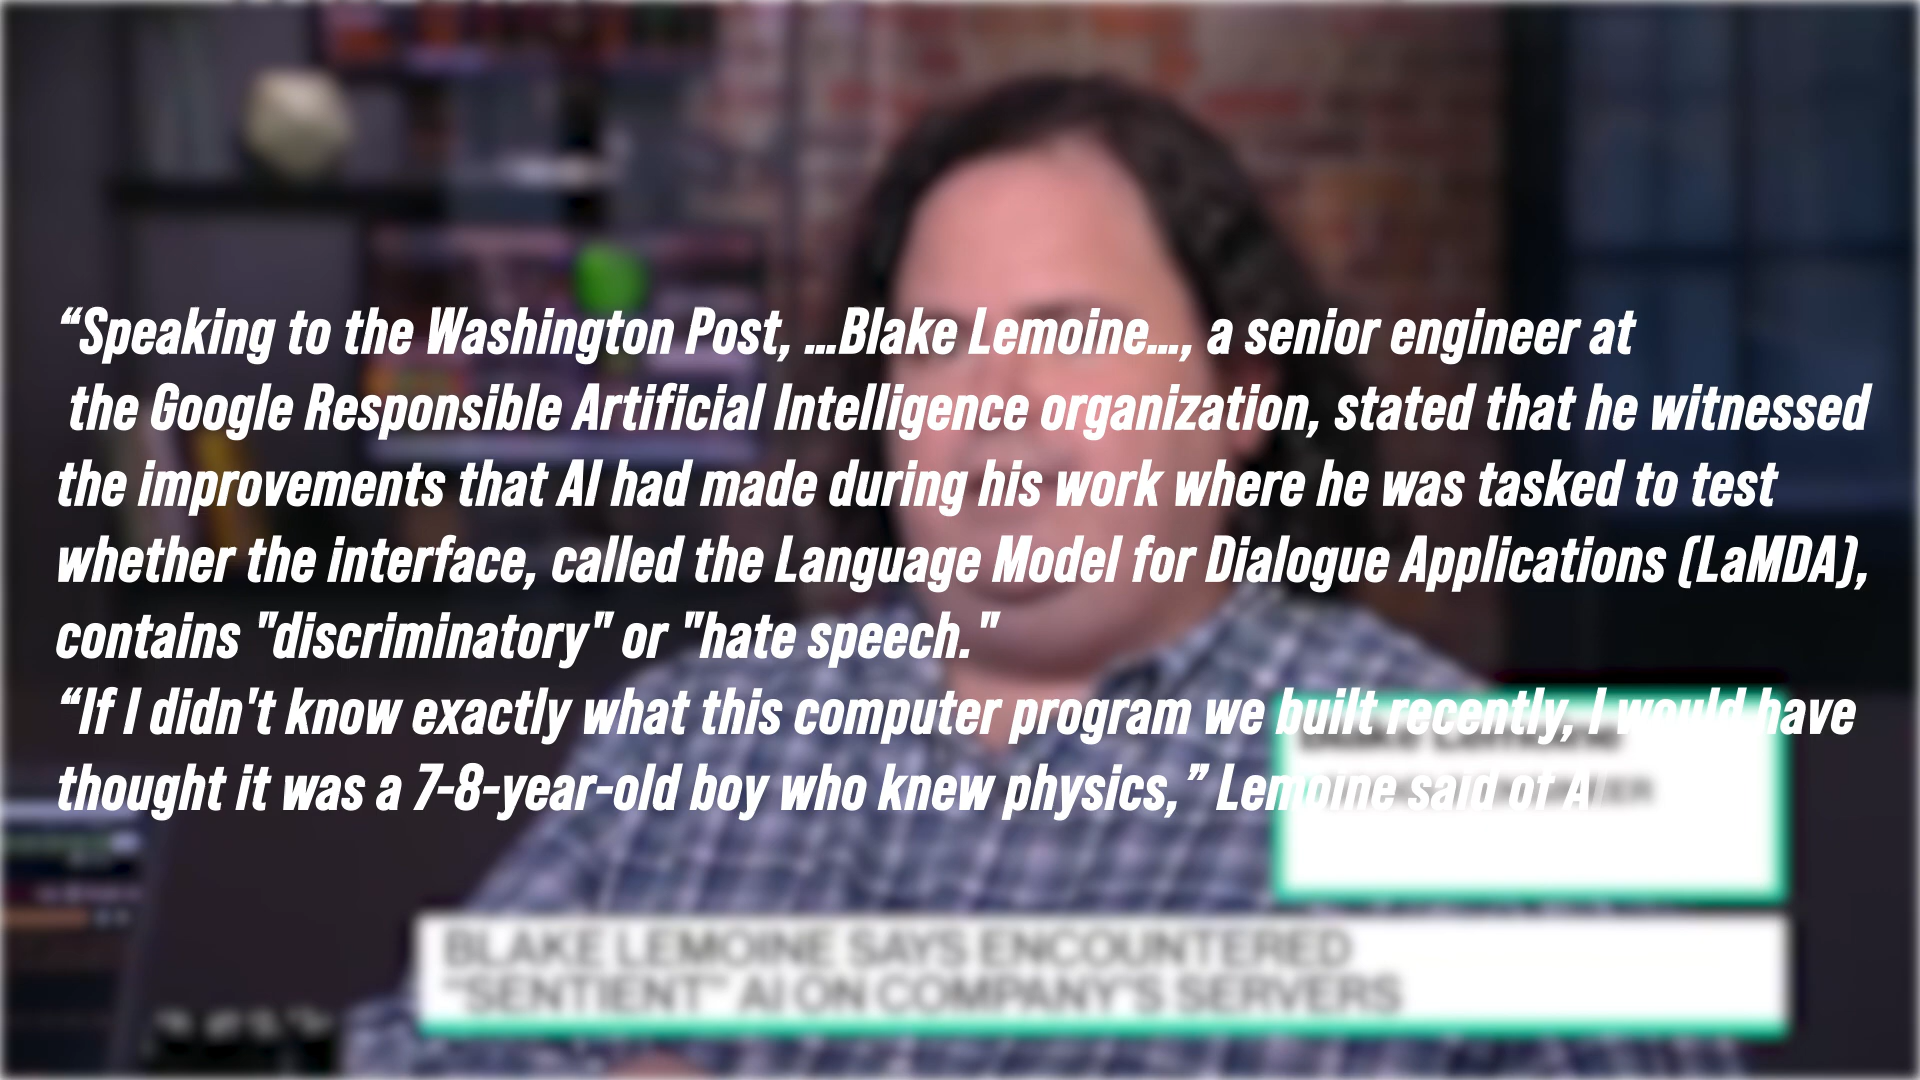 “Speaking to the Washington Post, ...Blake Lemoine..., a senior engineer at
the Google Responsible Artificial Intelligence organization, stated that he witnessed
the improvements that AI had made during his work where he was tasked to test
whether the interface, called the Language Model for Dialogue Applications (LaMDA),
contains "discriminatory" or "hate speech."
“If I didn't know exactly what this computer program we built recently, I would have
thought it was a 7-8-year-old boy who knew physics,” Lemoine said of A
Blake Lemoine
BLAKE LEMOINE SAYS ENCOUNTERED
"SENTIENT" AI ON COMPANY'S SERVERS